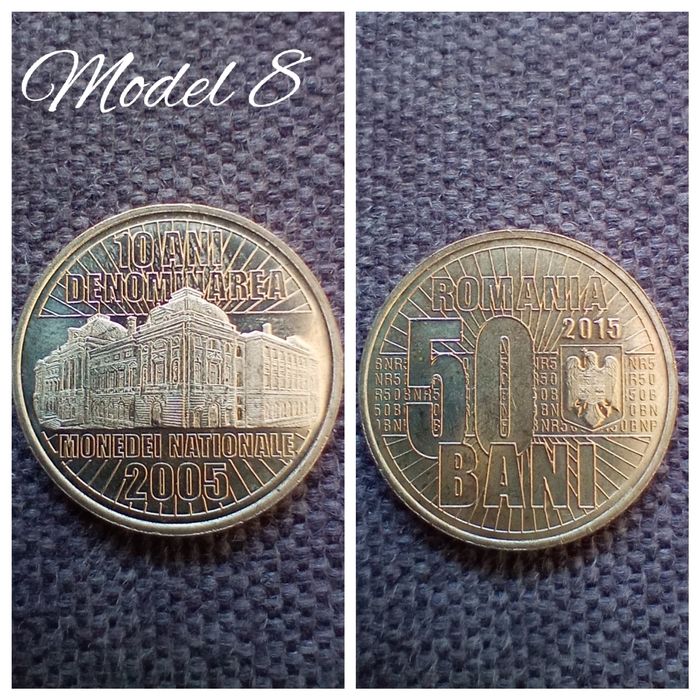 Model 8
10 ANI
DENOMINAREA
MONEDEI NATIONALE
2005
ROMANIA
2015
50
BANI